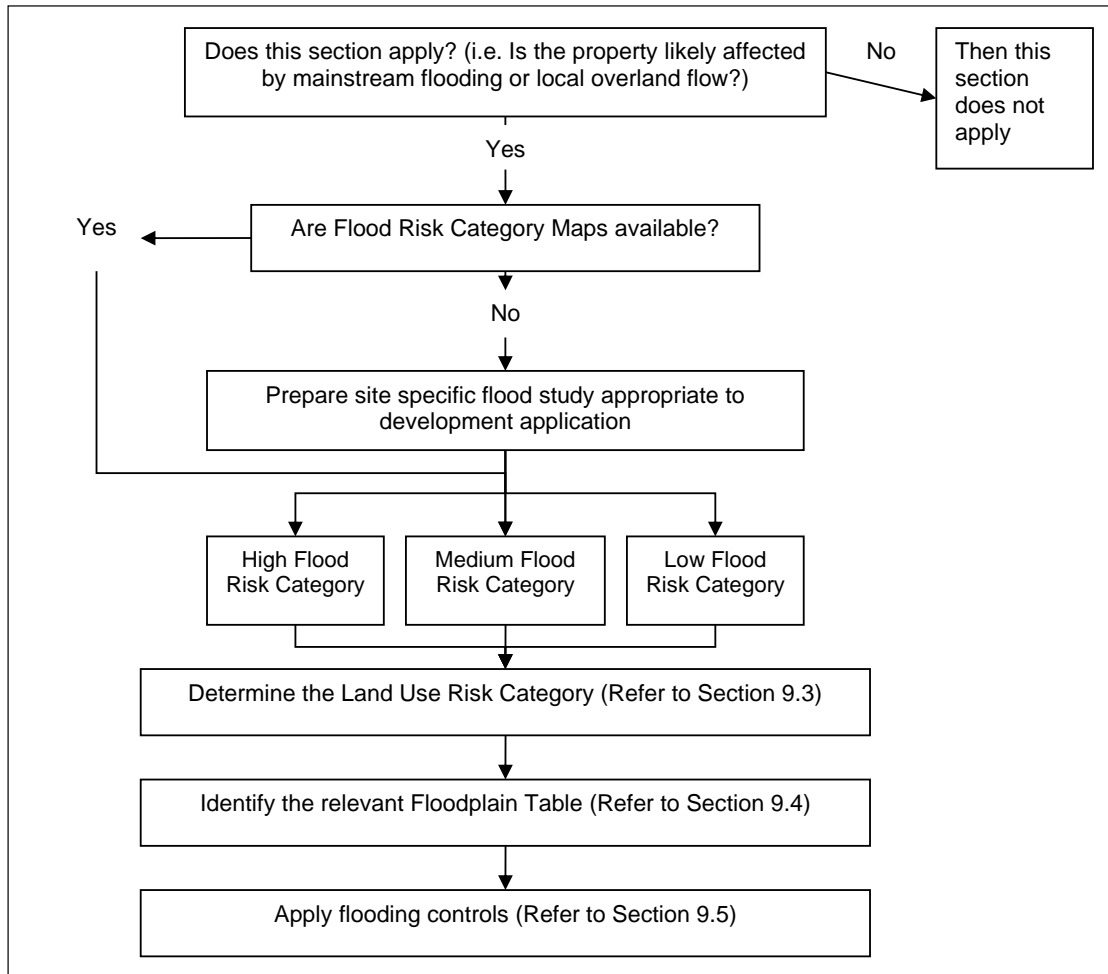 Does this section apply? (i.e. Is the property likely affected
by mainstream flooding or local overland flow?)
No
Then this
section
does not
apply
Yes
Are Flood Risk Category Maps available?
Yes
No
Prepare site specific flood study appropriate to
development application
High Flood
Risk Category
Medium Flood
Risk Category
Low Flood
Risk Category
Determine the Land Use Risk Category (Refer to Section 9.3)
Identify the relevant Floodplain Table (Refer to Section 9.4)
Apply flooding controls (Refer to Section 9.5)